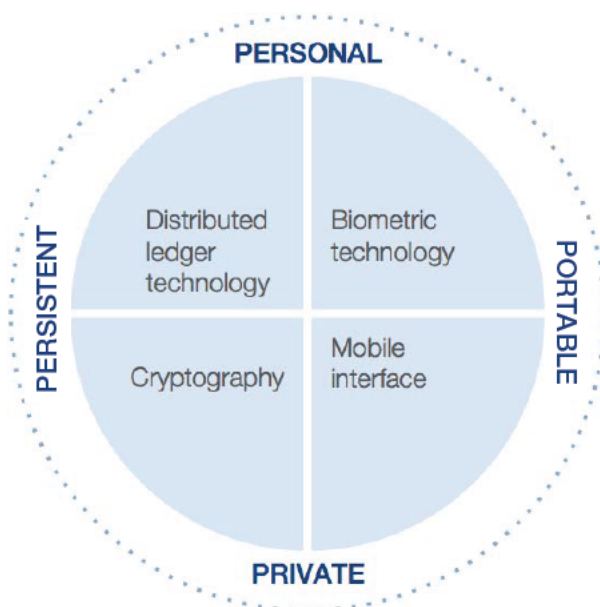 PERSONAL
Distributed
ledger
technology
Biometric
technology
PERSISTENT
PORTABLE
Cryptography
Mobile
interface
PRIVATE